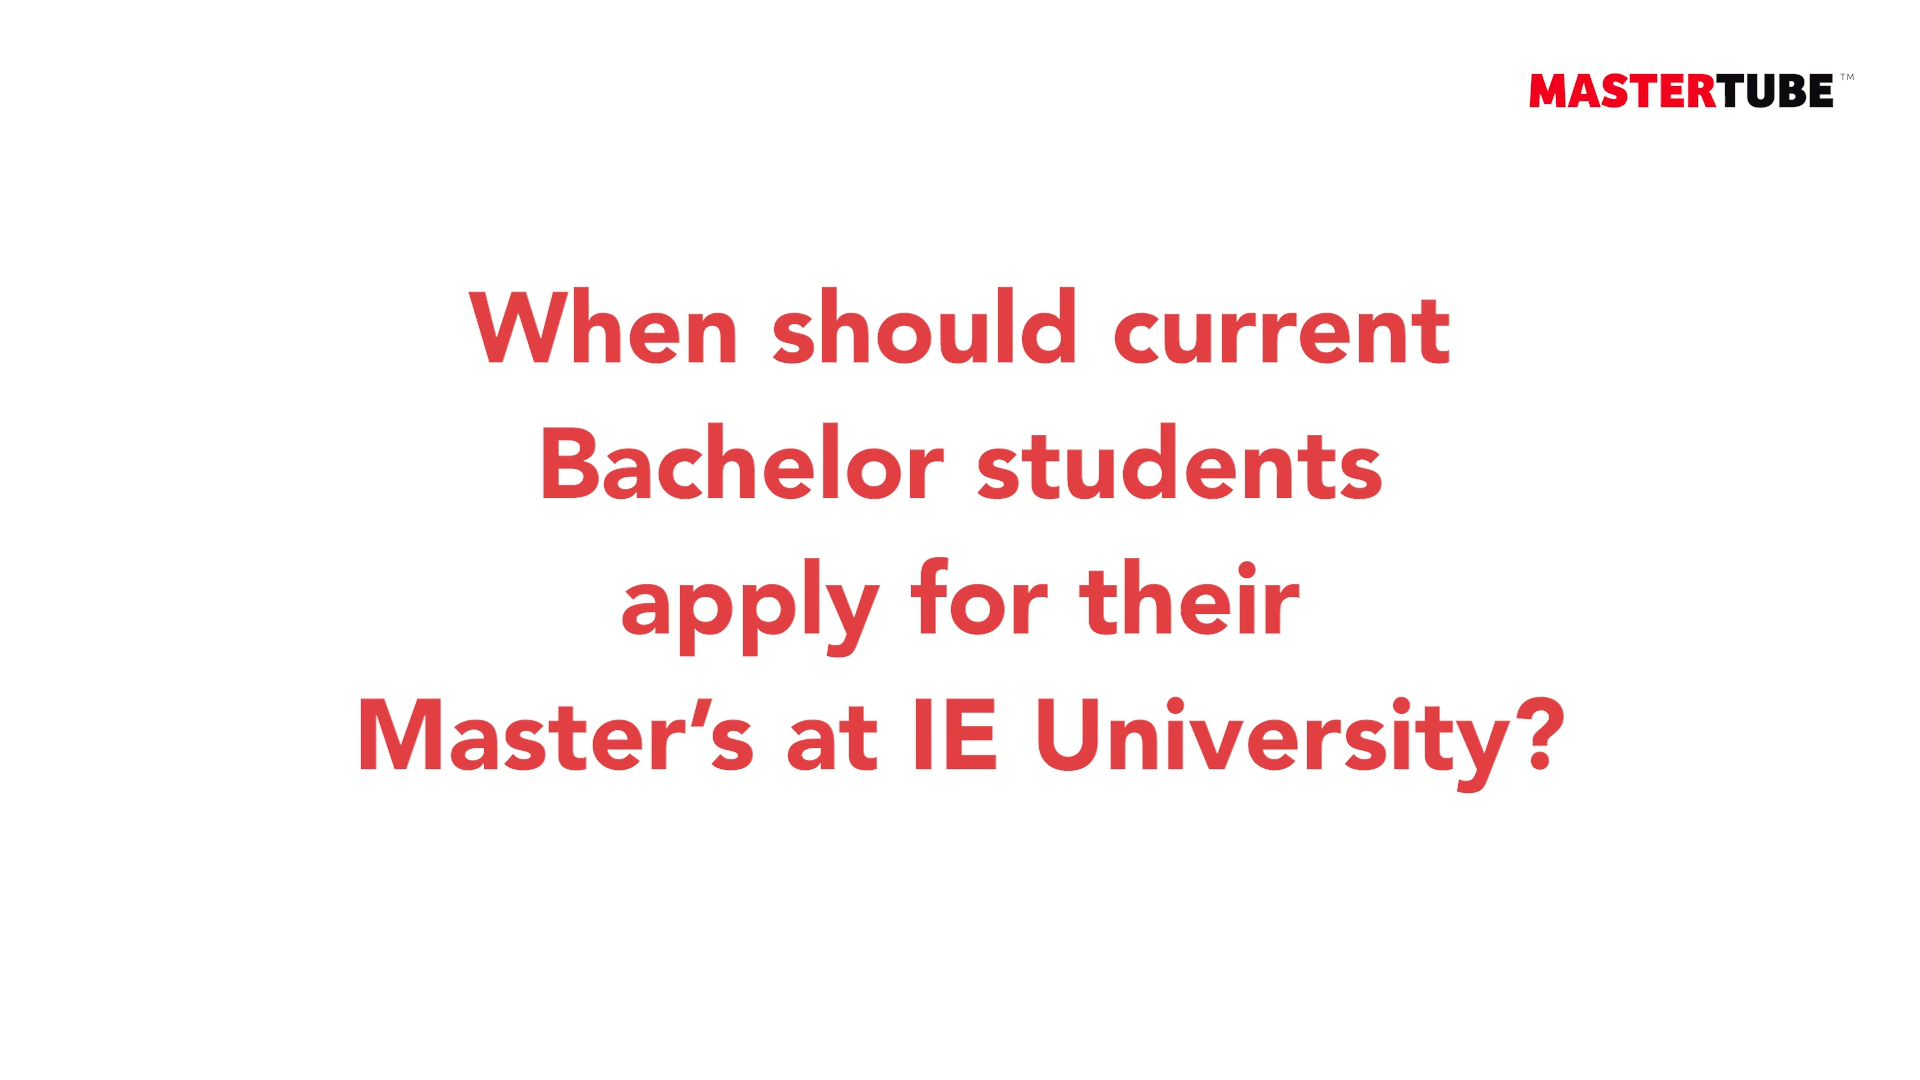 MASTERTUBE™
When should current
Bachelor students
apply for their
Master’s at IE University?